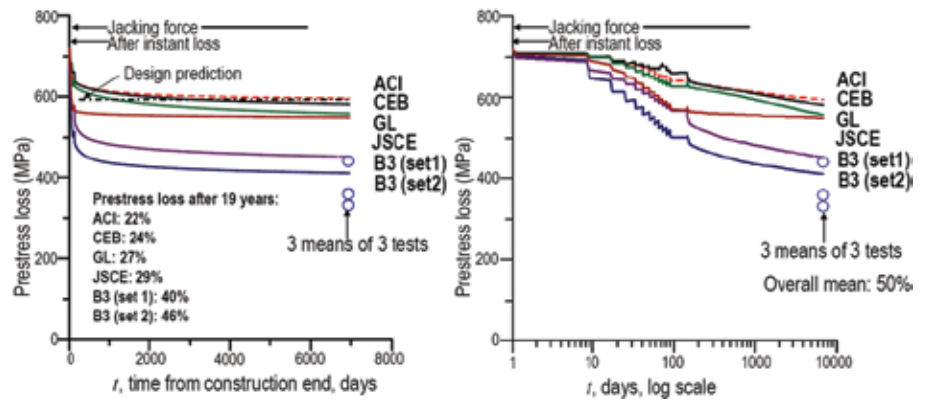 800
600
400
200
0
Prestress loss (MPa)
Jacking force
After instant loss
Design prediction
ACI
CEB
GL
JSCE
B3 (set1)
B3 (set2)
Prestress loss after 19 years:
ACI: 22%
CEB: 24%
GL: 27%
JSCE: 29%
B3 (set 1): 40%
B3 (set 2): 46%
3 means of 3 tests
0 2000 4000 6000 8000
t, time from construction end, days
800
600
400
200
0
Prestress loss (MPa)
Jacking force
After instant loss
ACI
CEB
GL
JSCE
B3 (set1)
B3 (set2)
3 means of 3 tests
Overall mean: 50%
1 10 100 1000 10000
t, days, log scale